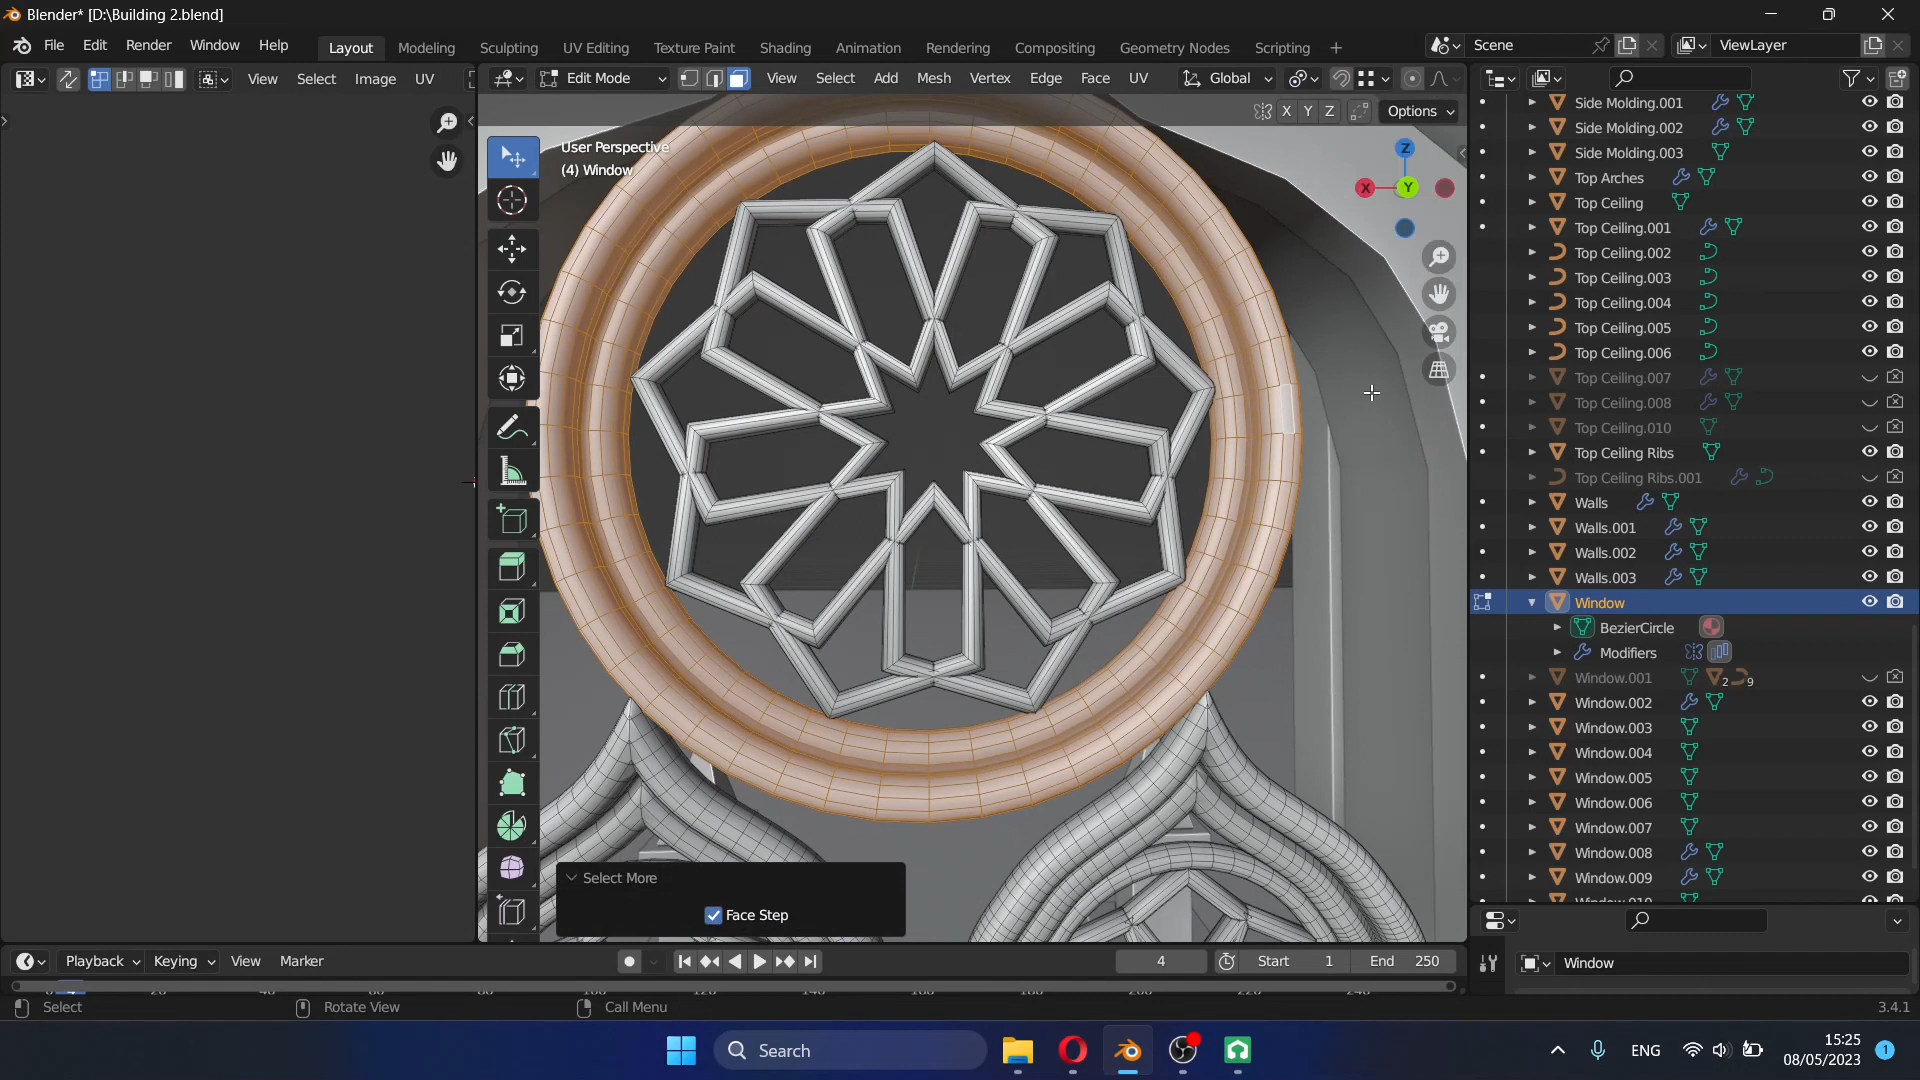 Blender* [D:\Building 2.blend]
File Edit Render Window Help
Layout Modeling Sculpting UV Editing Texture Paint Shading Animation Rendering Compositing Geometry Nodes Scripting +
Scene
ViewLayer
View Select Image UV
Edit Mode
View Select Add Mesh Vertex Edge Face UV
Global
X Y Z
Options
User Perspective
(4) Window
Z
X
Y
Select More
Face Step
Side Molding.001
Side Molding.002
Side Molding.003
Top Arches
Top Ceiling
Top Ceiling.001
Top Ceiling.002
Top Ceiling.003
Top Ceiling.004
Top Ceiling.005
Top Ceiling.006
Top Ceiling.007
Top Ceiling.008
Top Ceiling.010
Top Ceiling Ribs
Top Ceiling Ribs.001
Walls
Walls.001
Walls.002
Walls.003
Window
BezierCircle
Modifiers
Window.001 2 9
Window.002
Window.003
Window.004
Window.005
Window.006
Window.007
Window.008
Window.009
Window
Playback Keying View Marker
4
Start 1
End 250
Select
Rotate View
Call Menu
3.4.1
Search
ENG
15:25
08/05/2023
1